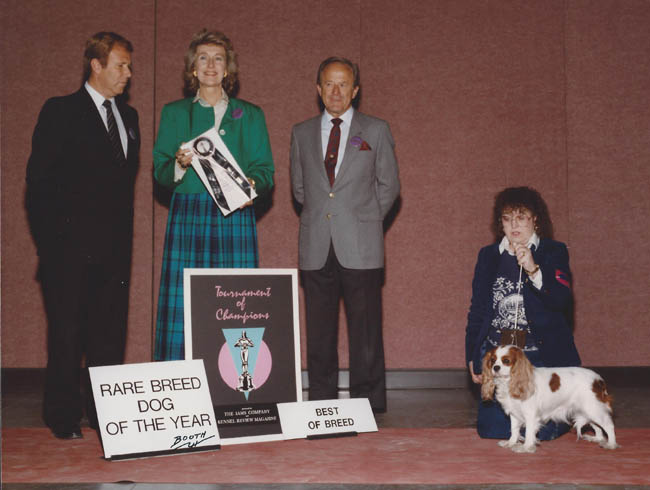 Tournament
of
Champions
THE IAMS COMPANY
KENNEL REVIEW MAGAZINE
RARE BREED
DOG
OF THE YEAR
BOOTH
BEST
OF BREED